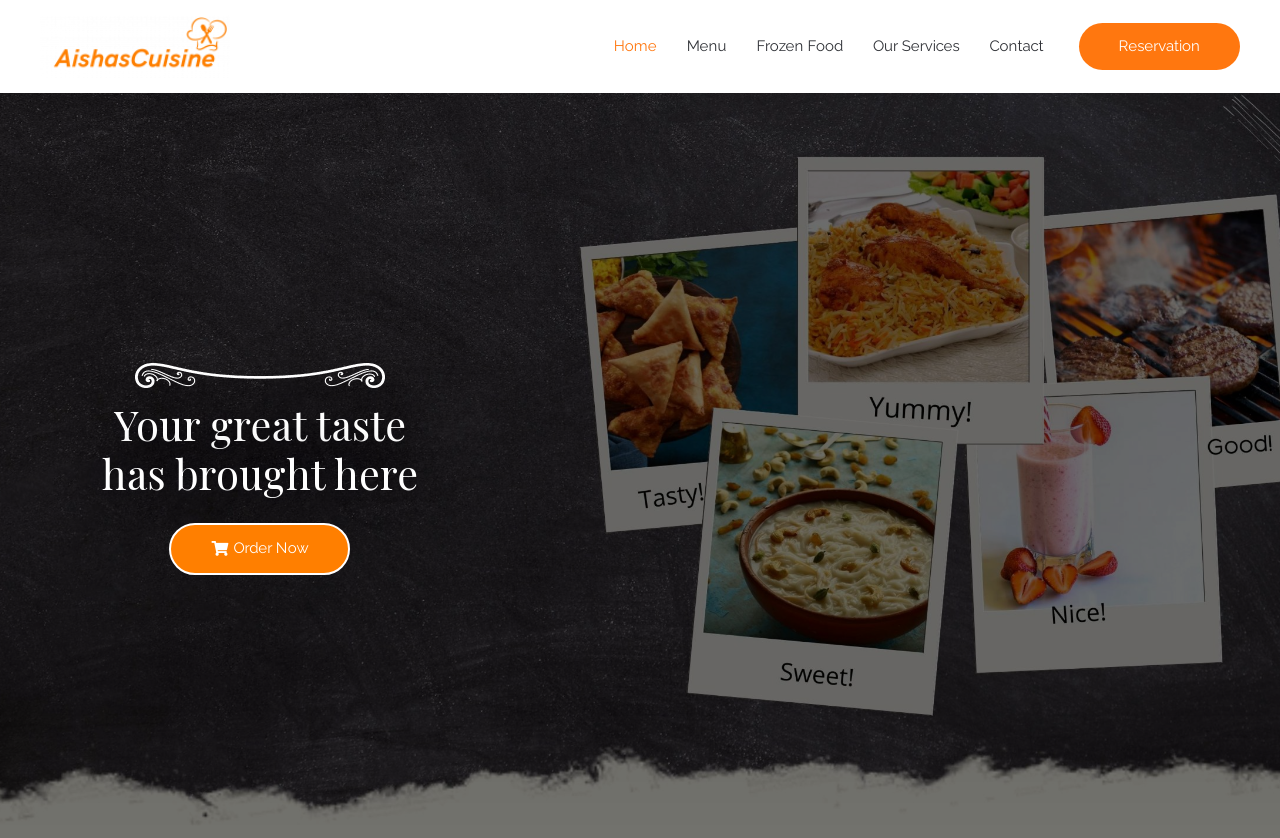 AishasCuisine
Home
Menu
Frozen Food
Our Services
Contact
Reservation
Your great taste
has brought here
Order Now
Yummy!
Good!
Tasty!
Nice!
Sweet!